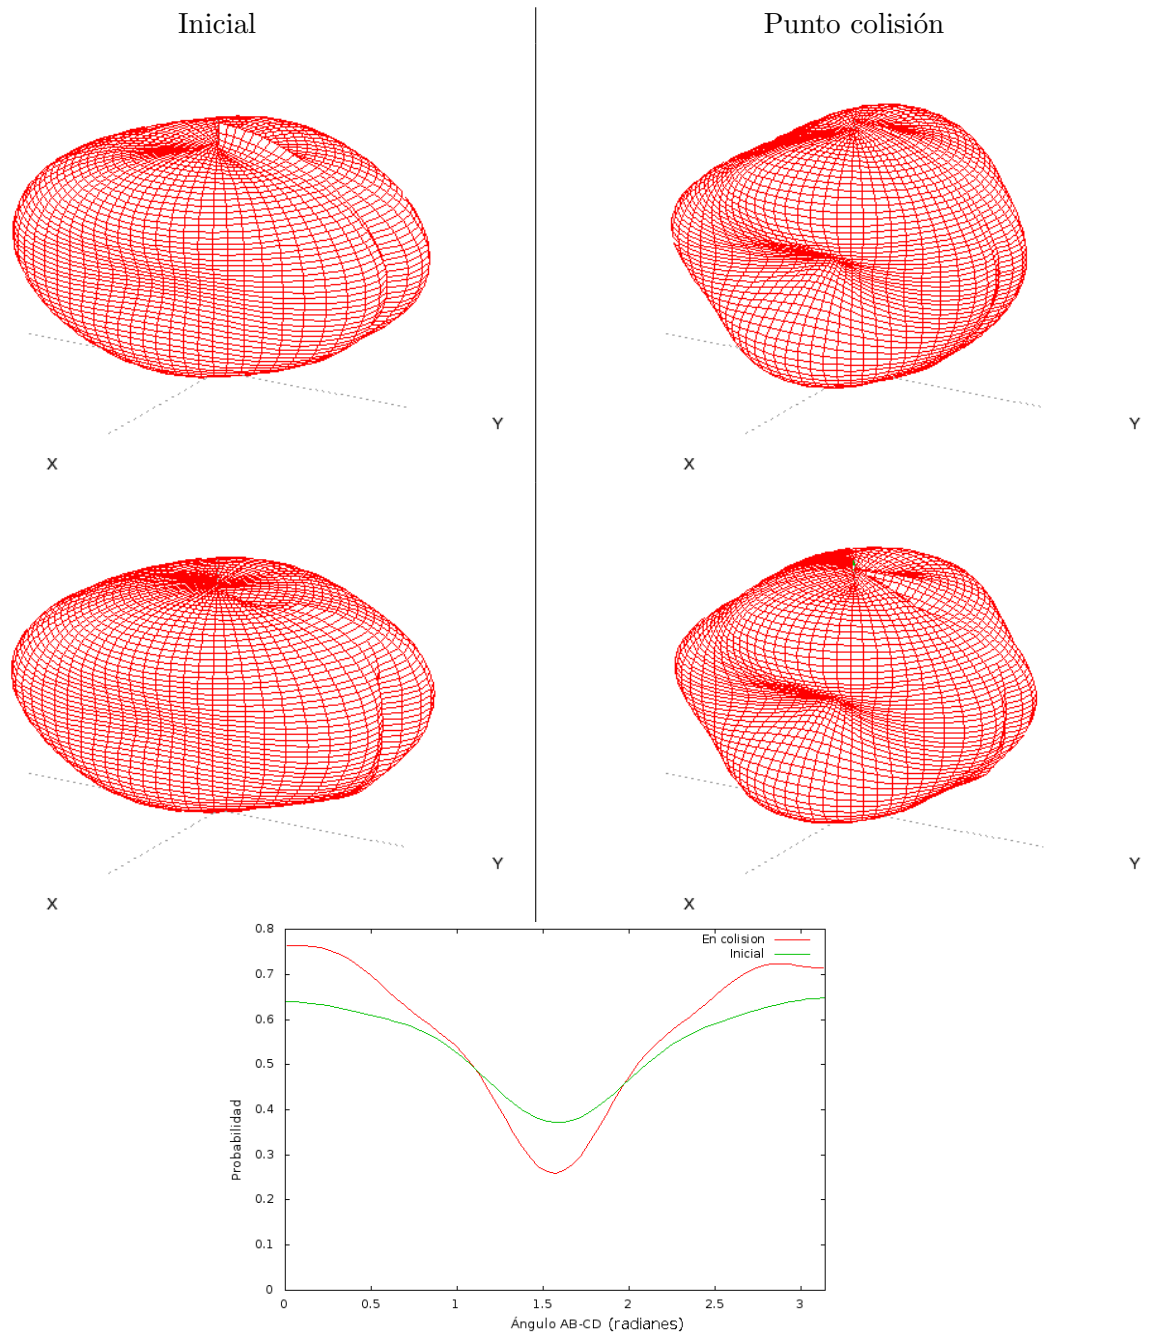 Inicial
Punto colisión
Y
X
Y
X
Y
X
Y
X
0.8
0.7
0.6
0.5
0.4
0.3
0.2
0.1
0
Probabilidad
En colision
Inicial
0 0.5 1 1.5 2 2.5 3
Ángulo AB-CD (radianes)